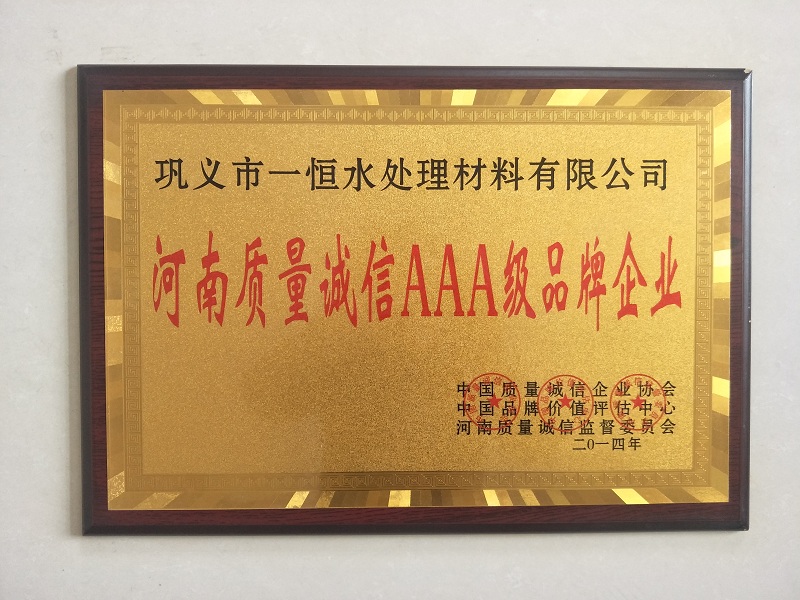 巩义市一恒水处理材料有限公司
河南质量诚信AAA级品牌企业
中国质量诚信企业协会
中国品牌价值评估中心
河南质量诚信监督委员会
二0一四年